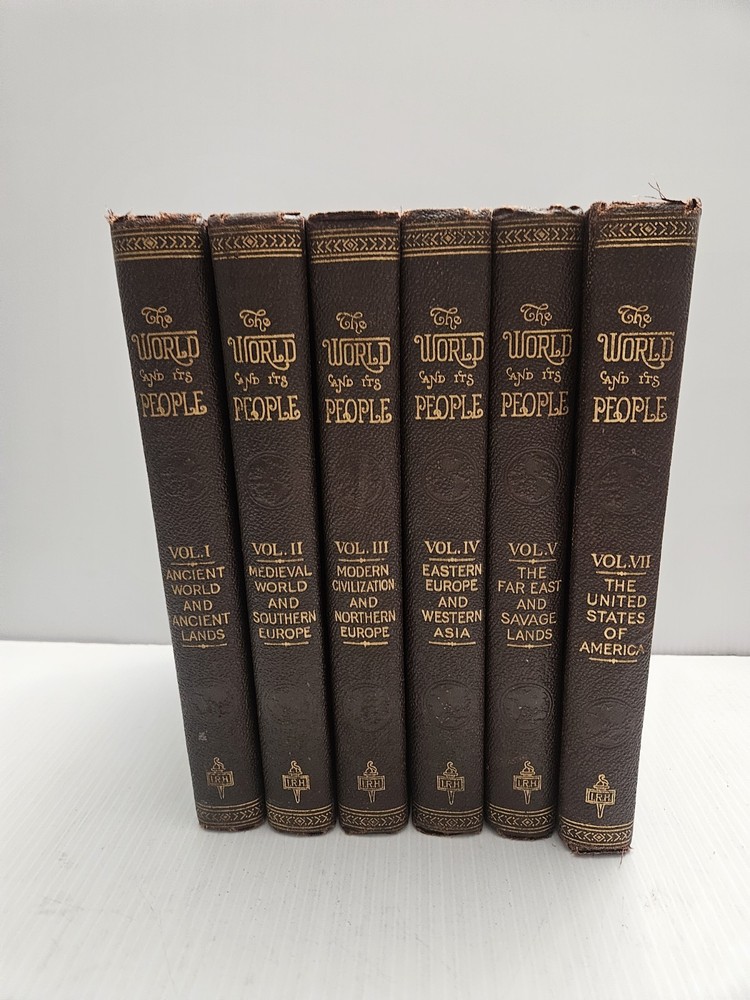 The
WORLD
AND ITS
PEOPLE
VOL. I
ANCIENT
WORLD
AND
ANCIENT
LANDS
I.R.H
The
WORLD
AND ITS
PEOPLE
VOL. II
MEDIEVAL
WORLD
AND
SOUTHERN
EUROPE
I.R.H
The
WORLD
AND ITS
PEOPLE
VOL. III
MODERN
CIVILIZATION
AND
NORTHERN
EUROPE
I.R.H
The
WORLD
AND ITS
PEOPLE
VOL. IV
EASTERN
EUROPE
AND
WESTERN
ASIA
I.R.H
The
WORLD
AND ITS
PEOPLE
VOL. V
THE
FAR EAST
AND
SAVAGE
LANDS
I.R.H
The
WORLD
AND ITS
PEOPLE
VOL. VII
THE
UNITED
STATES
OF
AMERICA
I.R.H